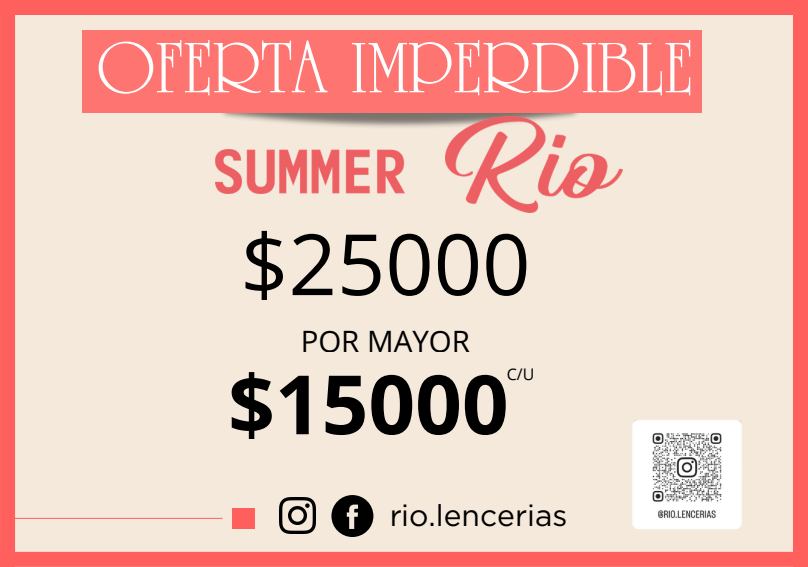 OFERTA IMPERDIBLE
SUMMER Rio
$25000
POR MAYOR
$15000 C/U
@RIO.LENCERIAS
rio.lencerias